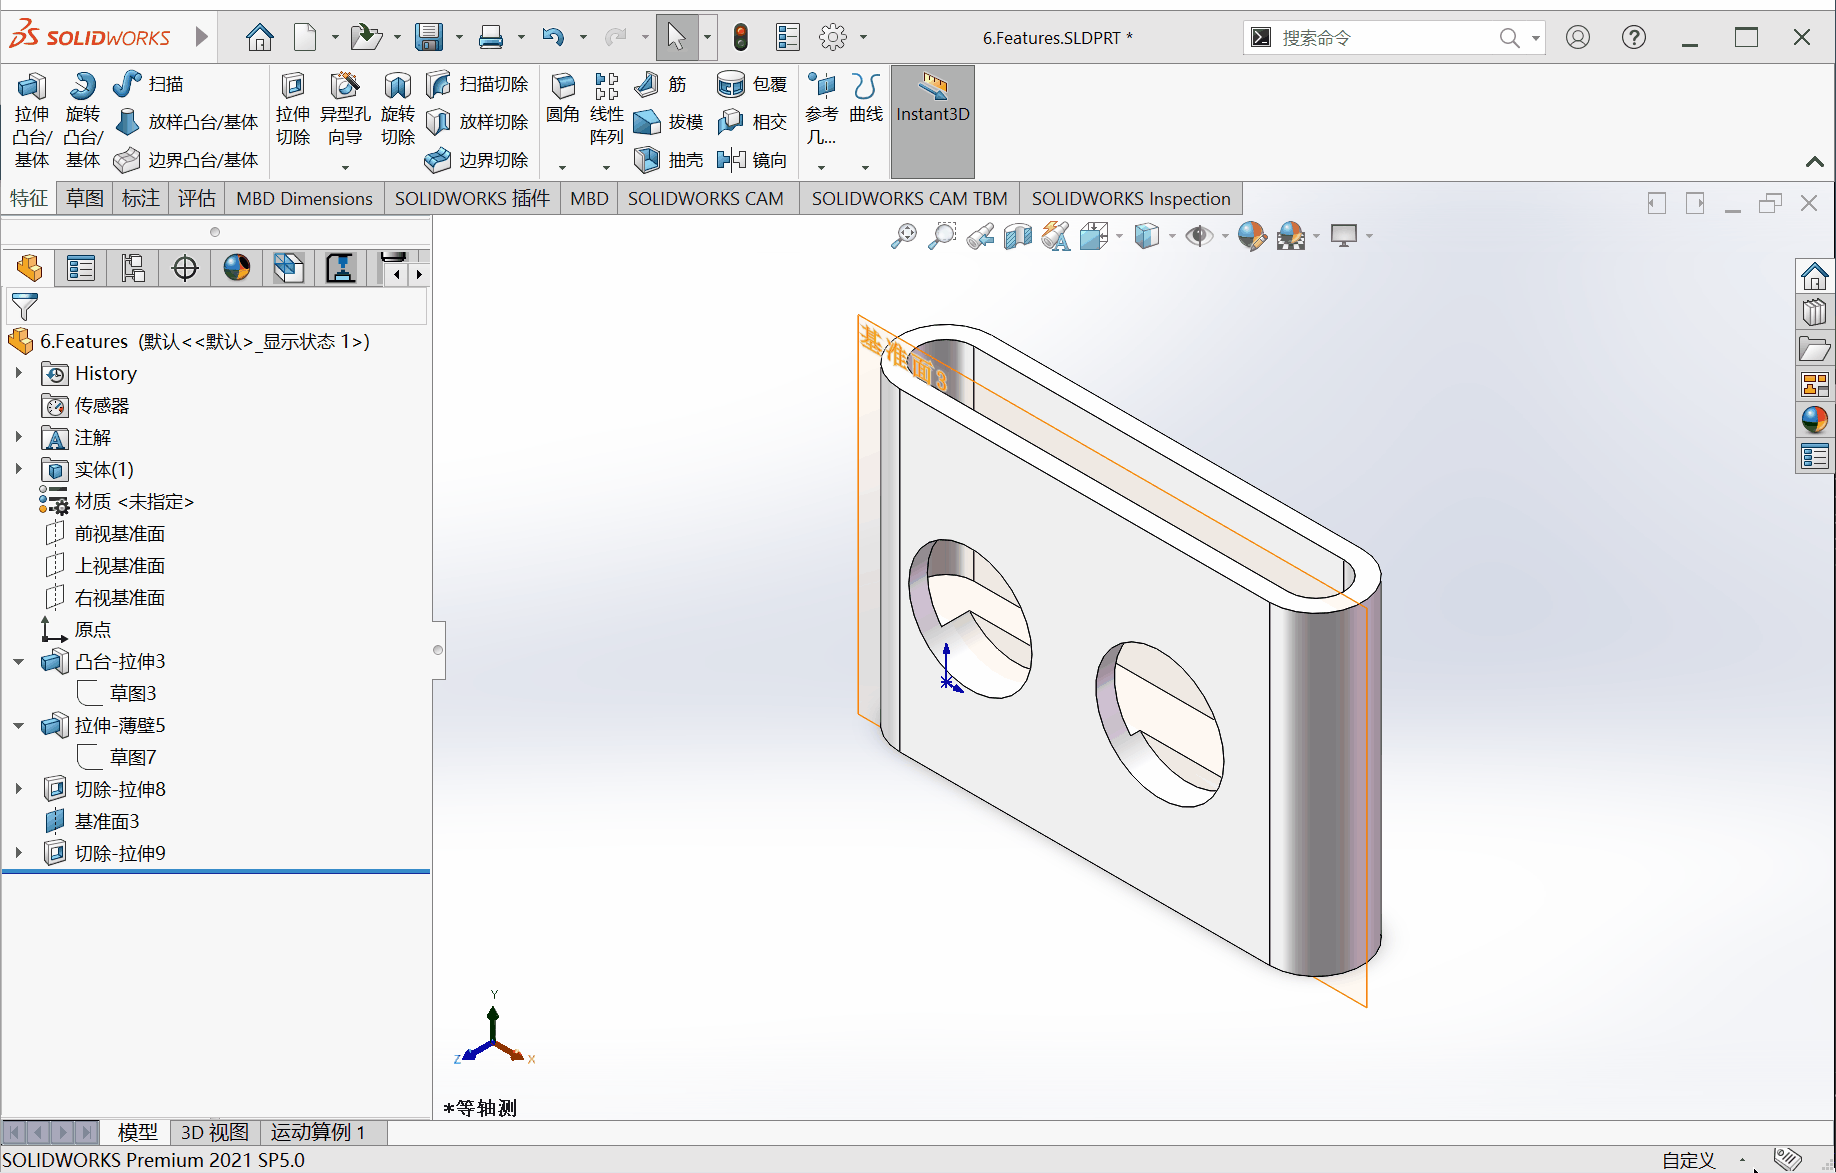 SOLIDWORKS
6.Features.SLDPRT *
搜索命令
拉伸凸台/基体
旋转凸台/基体
扫描
放样凸台/基体
边界凸台/基体
拉伸切除
异型孔向导
旋转切除
扫描切除
放样切除
边界切除
圆角
线性阵列
筋
拔模
抽壳
包覆
相交
镜向
参考几...
曲线
Instant3D
特征
草图
标注
评估
MBD Dimensions
SOLIDWORKS 插件
MBD
SOLIDWORKS CAM
SOLIDWORKS CAM TBM
SOLIDWORKS Inspection
6.Features (默认<<默认>_显示状态 1>)
History
传感器
注解
实体(1)
材质 <未指定>
前视基准面
上视基准面
右视基准面
原点
凸台-拉伸3
草图3
拉伸-薄壁5
草图7
切除-拉伸8
基准面3
切除-拉伸9
基准面3
Y
Z
X
*等轴测
模型
3D 视图
运动算例 1
SOLIDWORKS Premium 2021 SP5.0
自定义